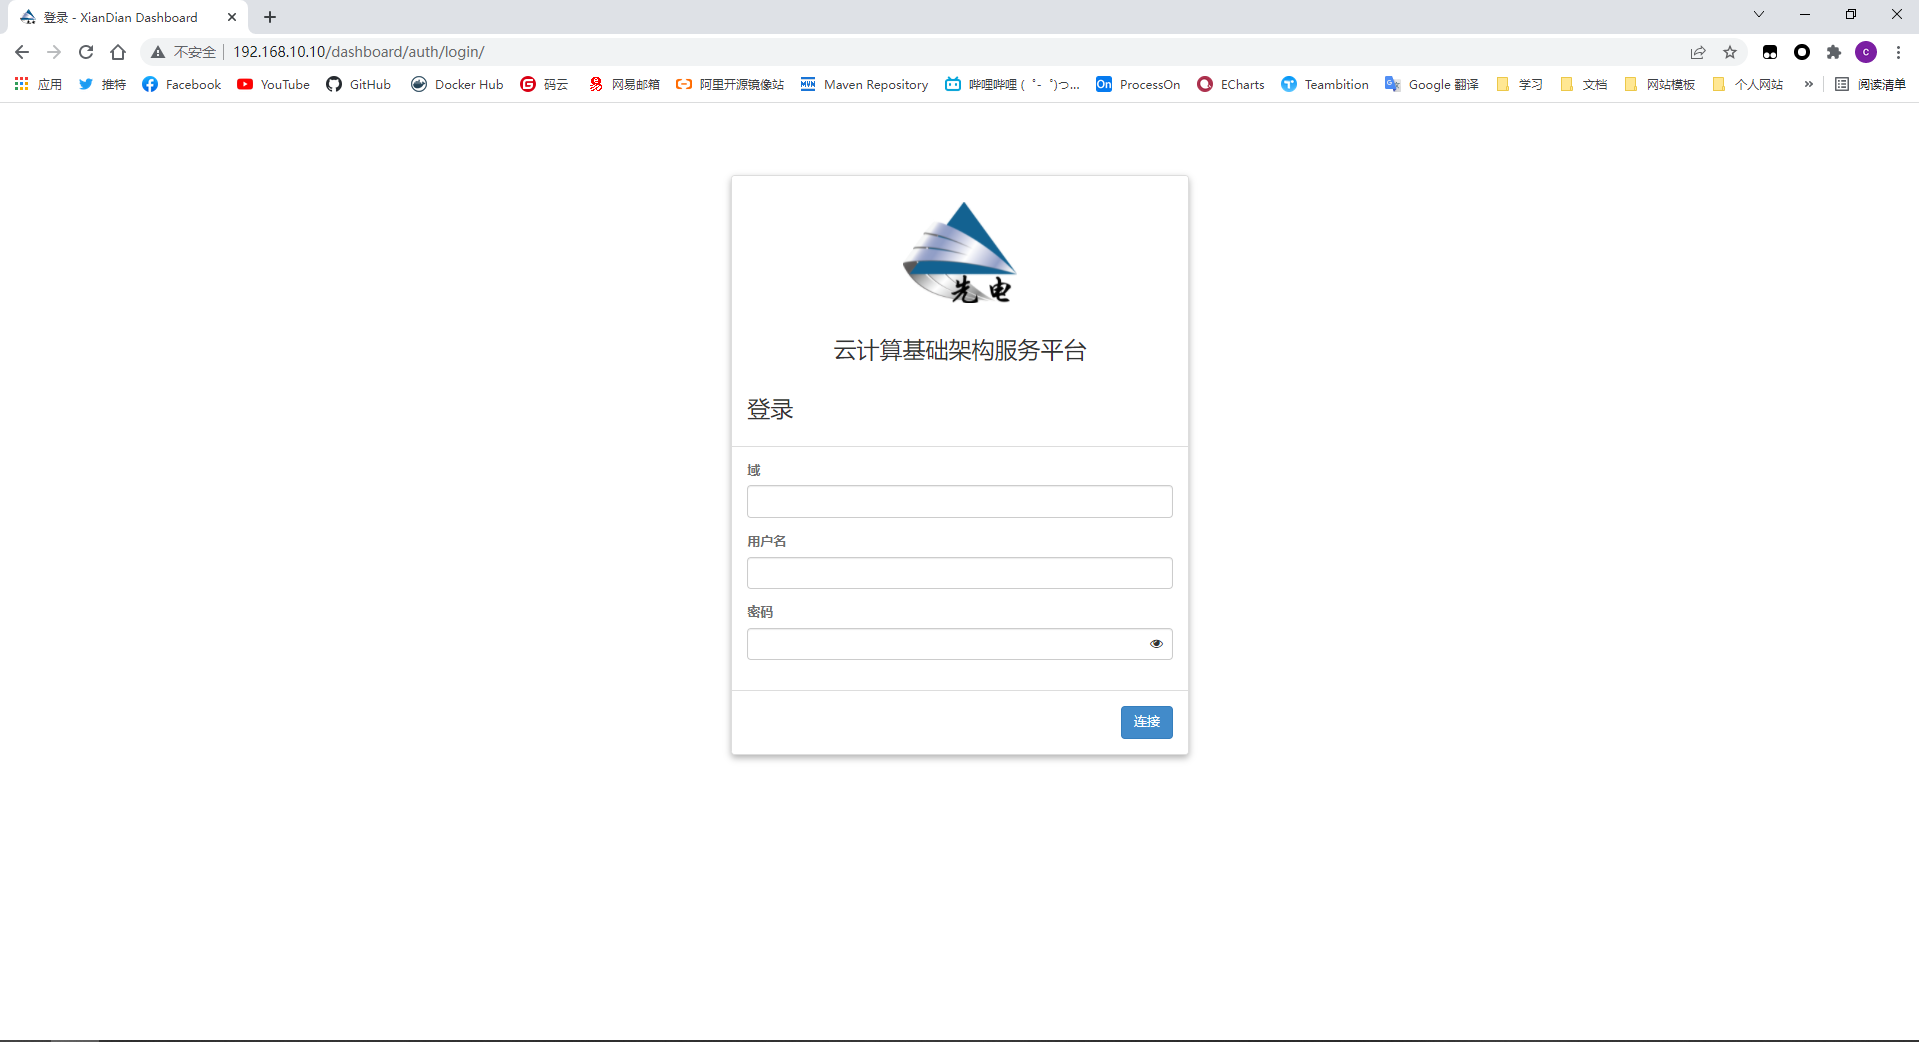 登录 - XianDian Dashboard
不安全 192.168.10.10/dashboard/auth/login/
c
应用 推特 Facebook YouTube GitHub Docker Hub 码云 网易邮箱 阿里开源镜像站 Maven Repository 哔哩哔哩 ( ゜- ゜)つ... ProcessOn ECharts Teambition Google 翻译 学习 文档 网站模板 个人网站 » 阅读清单
先电
云计算基础架构服务平台
登录
域
用户名
密码
连接